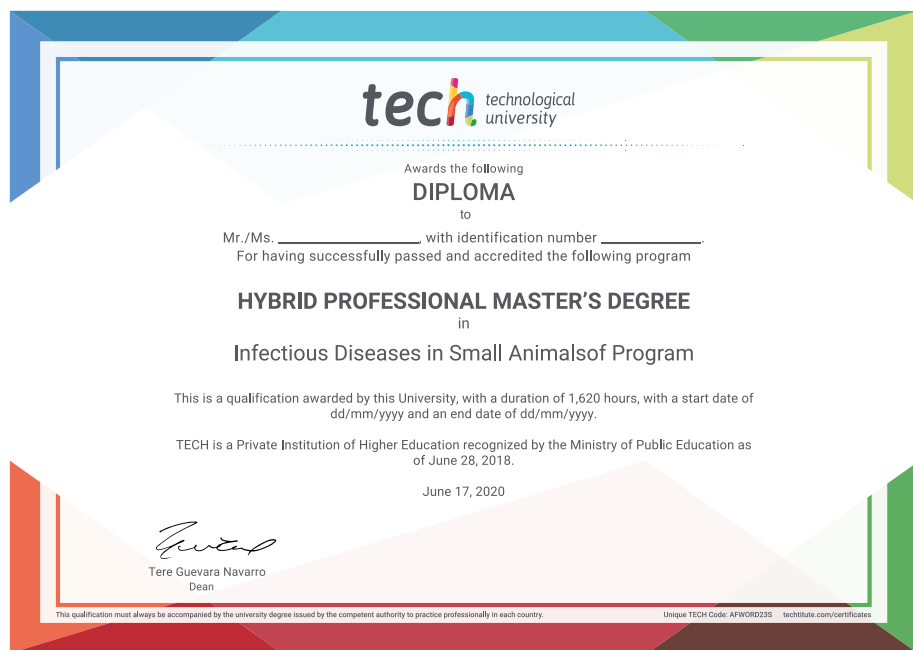 tech technological
university
Awards the following
DIPLOMA
to
Mr./Ms. ________________, with identification number ____________.
For having successfully passed and accredited the following program
HYBRID PROFESSIONAL MASTER'S DEGREE
in
Infectious Diseases in Small Animalsof Program
This is a qualification awarded by this University, with a duration of 1,620 hours, with a start date of
dd/mm/yyyy and an end date of dd/mm/yyyy.
TECH is a Private Institution of Higher Education recognized by the Ministry of Public Education as
of June 28, 2018.
June 17, 2020
Tere Guevara Navarro
Dean
This qualification must always be accompanied by the university degree issued by the competent authority to practice professionally in each country. Unique TECH Code: AFWORD23S techtitute.com/certificates